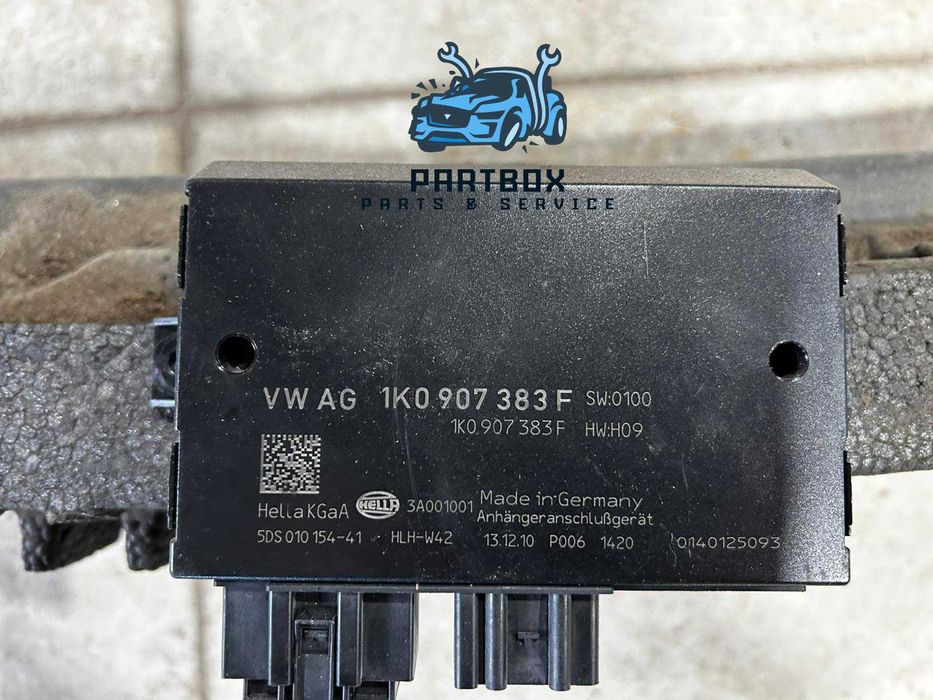 PARTBOX
PARTS & SERVICE
VW AG 1K0 907 383 F SW:0100
1K0 907 383 F HW:H09
Hella KGaA HELLA 3A001001 Made in Germany
Anhängeranschlußgerät
5DS 010 154-41 HLH-W42 13.12.10 P006 1420 0140125093